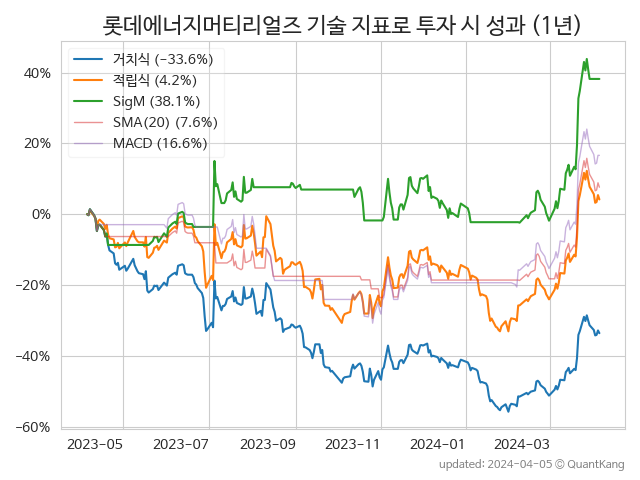 롯데에너지머티리얼즈 기술 지표로 투자 시 성과 (1년)
거치식 (−33.6%)
적립식 (4.2%)
SigM (38.1%)
SMA(20) (7.6%)
MACD (16.6%)
40%
20%
0%
−20%
−40%
−60%
2023−05 2023−07 2023−09 2023−11 2024−01 2024−03
updated: 2024−04−05 © QuantKang